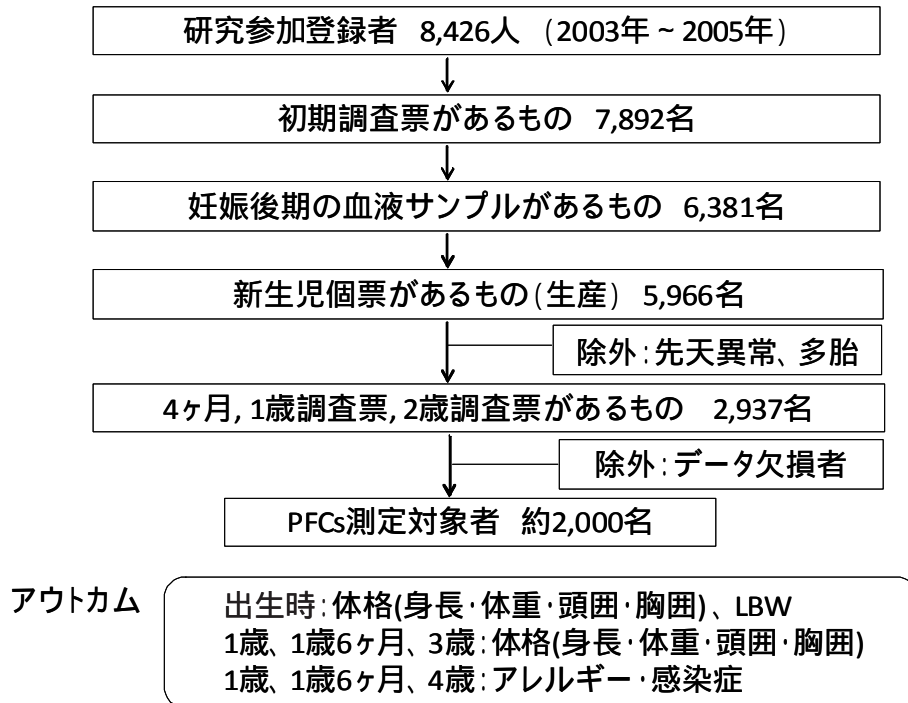 研究参加登録者 8,426人 (2003年~2005年)
初期調査票があるもの 7,892名
妊娠後期の血液サンプルがあるもの 6,381名
新生児個票があるもの(生産) 5,966名
除外:先天異常、多胎
4ヶ月, 1歳調査票, 2歳調査票があるもの 2,937名
除外:データ欠損者
PFCs測定対象者 約2,000名
アウトカム
出生時:体格(身長・体重・頭囲・胸囲)、LBW
1歳、1歳6ヶ月、3歳:体格(身長・体重・頭囲・胸囲)
1歳、1歳6ヶ月、4歳:アレルギー・感染症